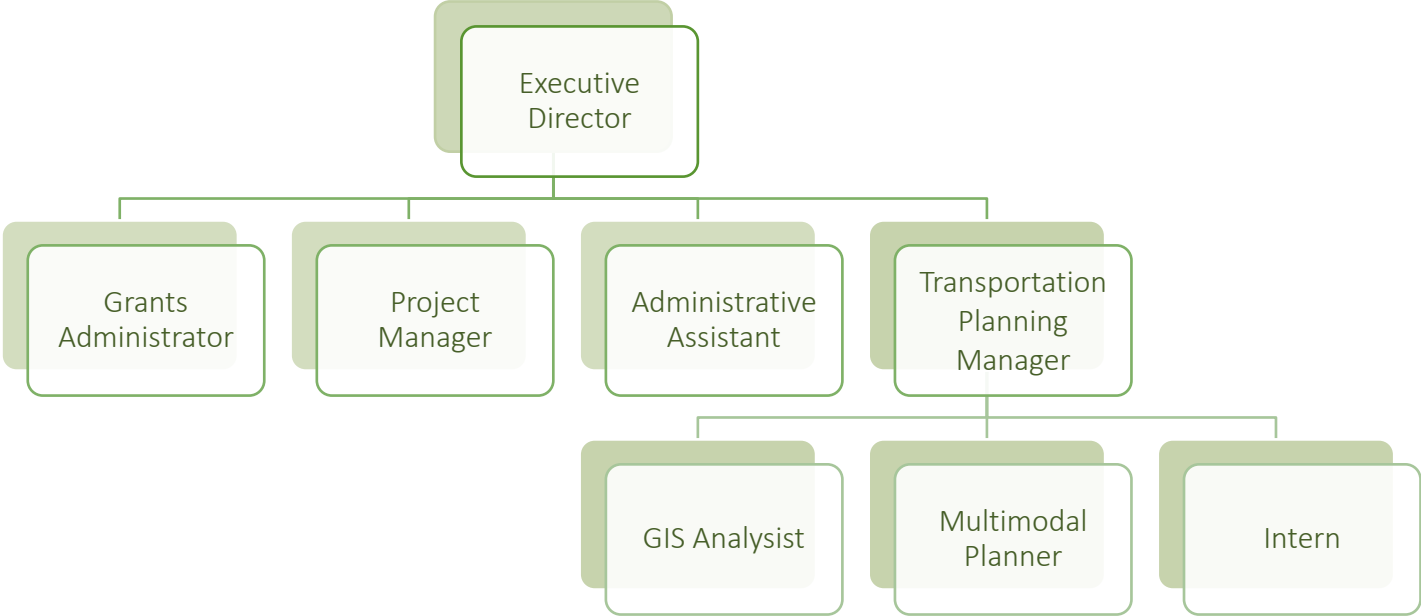 Executive
Director
Grants
Administrator
Project
Manager
Administrative
Assistant
Transportation
Planning
Manager
GIS Analysist
Multimodal
Planner
Intern